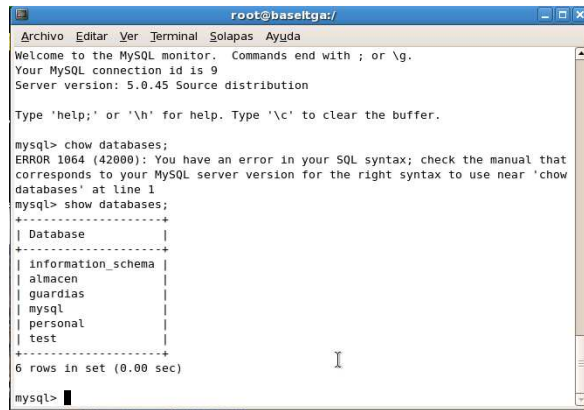 root@baseltga:/
Archivo Editar Ver Terminal Solapas Ayuda
Welcome to the MySQL monitor.  Commands end with ; or \g.
Your MySQL connection id is 9
Server version: 5.0.45 Source distribution

Type 'help;' or '\h' for help. Type '\c' to clear the buffer.

mysql> chow databases;
ERROR 1064 (42000): You have an error in your SQL syntax; check the manual that
corresponds to your MySQL server version for the right syntax to use near 'chow
databases' at line 1
mysql> show databases;
+--------------------+
| Database           |
+--------------------+
| information_schema |
| almacen            |
| guardias           |
| mysql              |
| personal           |
| test               |
+--------------------+
6 rows in set (0.00 sec)

mysql>